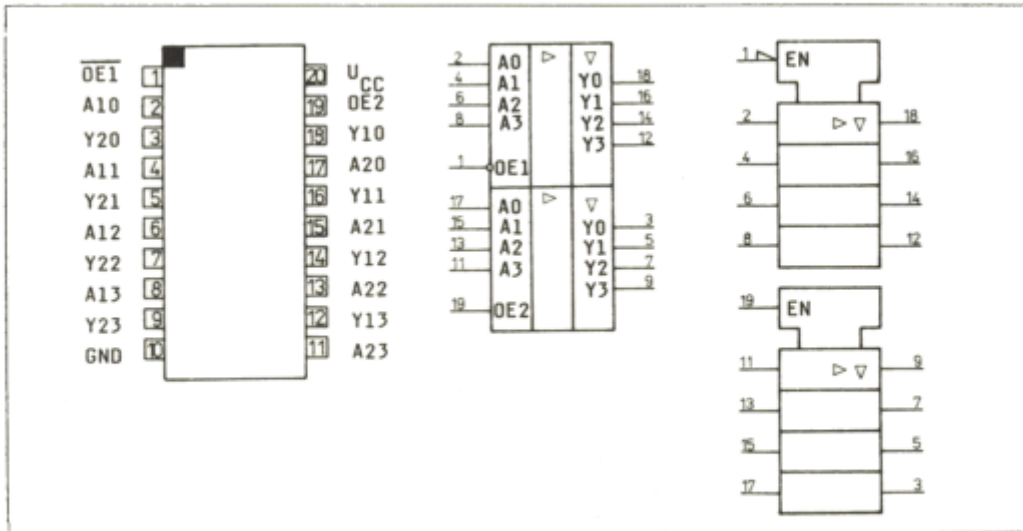 OE1 1 20 UCC
A10 2 19 OE2
Y20 3 18 Y10
A11 4 17 A20
Y21 5 16 Y11
A12 6 15 A21
Y22 7 14 Y12
A13 8 13 A22
Y23 9 12 Y13
GND 10 11 A23
2 A0 ▷ ▽ Y0 18
4 A1 Y1 16
6 A2 Y2 14
8 A3 Y3 12
1 OE1
17 A0 ▷ ▽ Y0 3
15 A1 Y1 5
13 A2 Y2 7
11 A3 Y3 9
19 OE2
1 EN
2 ▷ ▽ 18
4 16
6 14
8 12
19 EN
11 ▷ ▽ 9
13 7
15 5
17 3